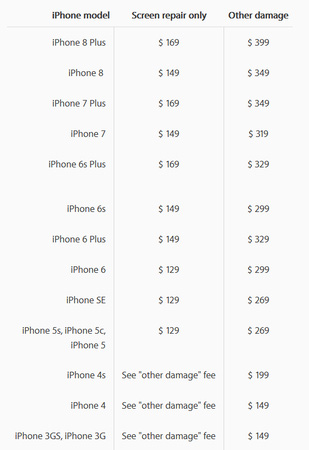 iPhone model Screen repair only Other damage
iPhone 8 Plus $ 169 $ 399
iPhone 8 $ 149 $ 349
iPhone 7 Plus $ 169 $ 349
iPhone 7 $ 149 $ 319
iPhone 6s Plus $ 169 $ 329
iPhone 6s $ 149 $ 299
iPhone 6 Plus $ 149 $ 329
iPhone 6 $ 129 $ 299
iPhone SE $ 129 $ 269
iPhone 5s, iPhone 5c, $ 129 $ 269
iPhone 5
iPhone 4s See "other damage" fee $ 199
iPhone 4 See "other damage" fee $ 149
iPhone 3GS, iPhone 3G See "other damage" fee $ 149